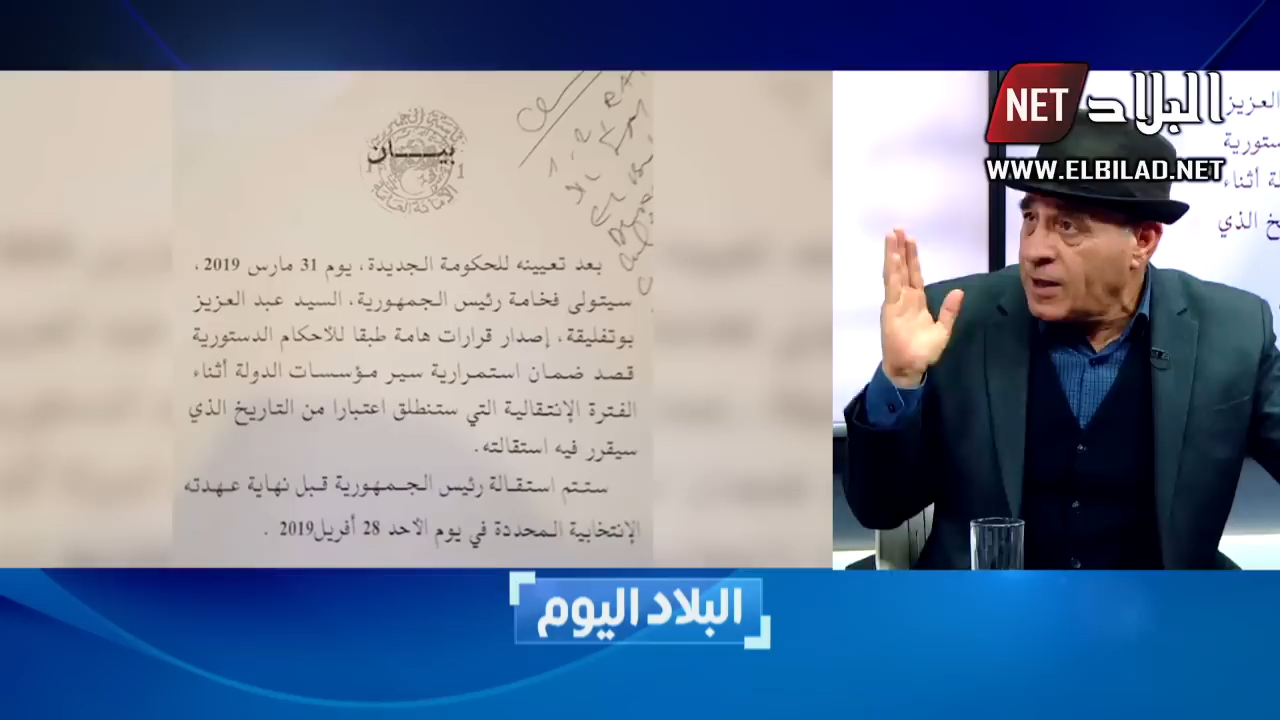 NET البلاد
WWW.ELBILAD.NET
بيـــــان
بعد تعيينه للحكومة الجديدة، يوم 31 مارس 2019 ،
سيتولى فخامة رئيس الجمهورية، السيد عبد العزيز
بوتفليقة، إصدار قرارات هامة طبقا للأحكام الدستورية
قصد ضمان استمرارية سير مؤسسات الدولة أثناء
الفترة الإنتقالية التي ستنطلق اعتبارا من التاريخ الذي
سيقرر فيه استقالته.
ستتم استقالة رئيس الجمهورية قبل نهاية عهدته
الإنتخابية المحددة في يوم الأحد 28 أفريل2019 .
العزيز
ستورية
لة أثناء
خ الذي
البلاد اليوم